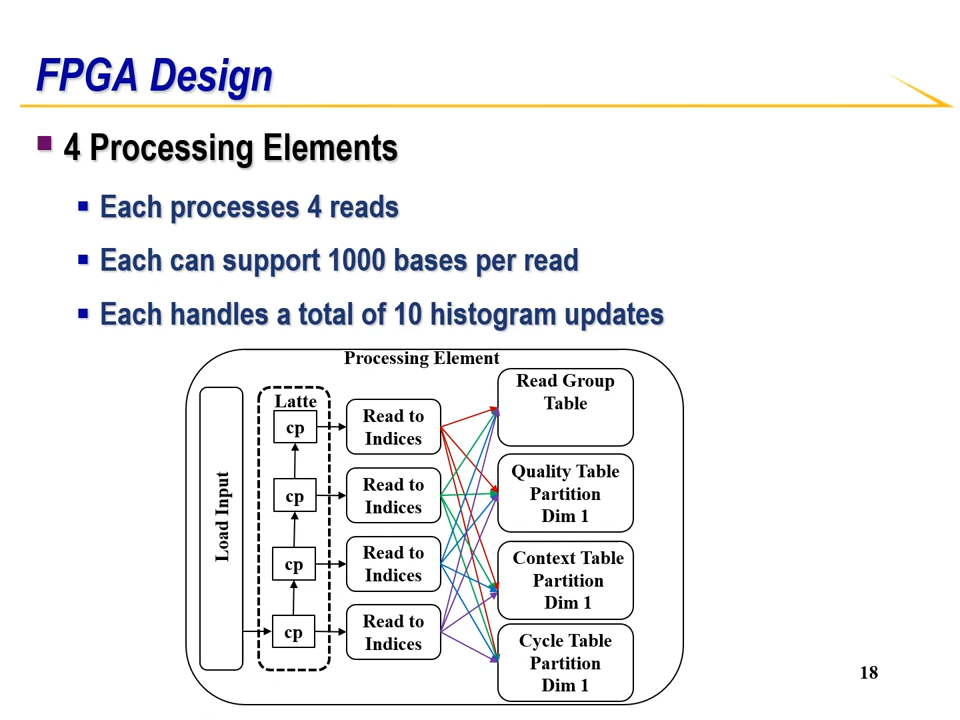 FPGA Design
4 Processing Elements
Each processes 4 reads
Each can support 1000 bases per read
Each handles a total of 10 histogram updates
Processing Element
Load Input
Latte
cp
cp
cp
cp
Read to
Indices
Read to
Indices
Read to
Indices
Read to
Indices
Read Group
Table
Quality Table
Partition
Dim 1
Context Table
Partition
Dim 1
Cycle Table
Partition
Dim 1
18